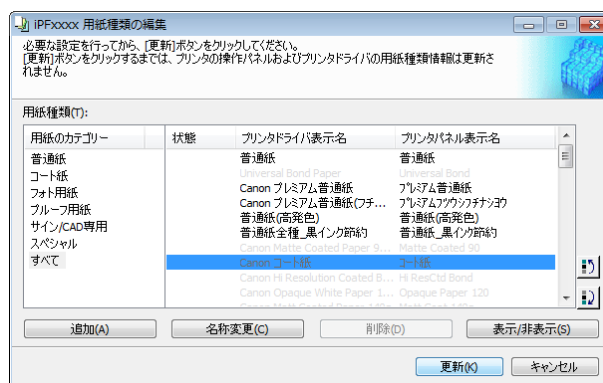 iPFxxxx 用紙種類の編集
必要な設定を行ってから、[更新]ボタンをクリックしてください。
[更新]ボタンをクリックするまでは、プリンタの操作パネルおよびプリンタドライバの用紙種類情報は更新さ
れません。
用紙種類(T):
用紙のカテゴリー 状態 プリンタドライバ表示名 プリンタパネル表示名
普通紙 普通紙 普通紙
Universal Bond Paper Universal Bond
コート紙 Canon プレミアム普通紙 プレミアム普通紙
フォト用紙 Canon プレミアム普通紙(フチ... プレミアムフツウシフチナシヨウ
プルーフ用紙 普通紙(高発色) 普通紙(高発色)
サイン/CAD専用 普通紙全種_黒インク節約 普通紙_黒インク節約
スペシャル Canon Matte Coated Paper 9... Matte Coated 90
すべて Canon コート紙 コート紙
Canon Hi Resolution Coated B... Hi ResCtd Bond
Canon Opaque White Paper 1... Opaque Paper 120
追加(A) 名称変更(C) 削除(D) 表示/非表示(S)
更新(K) キャンセル